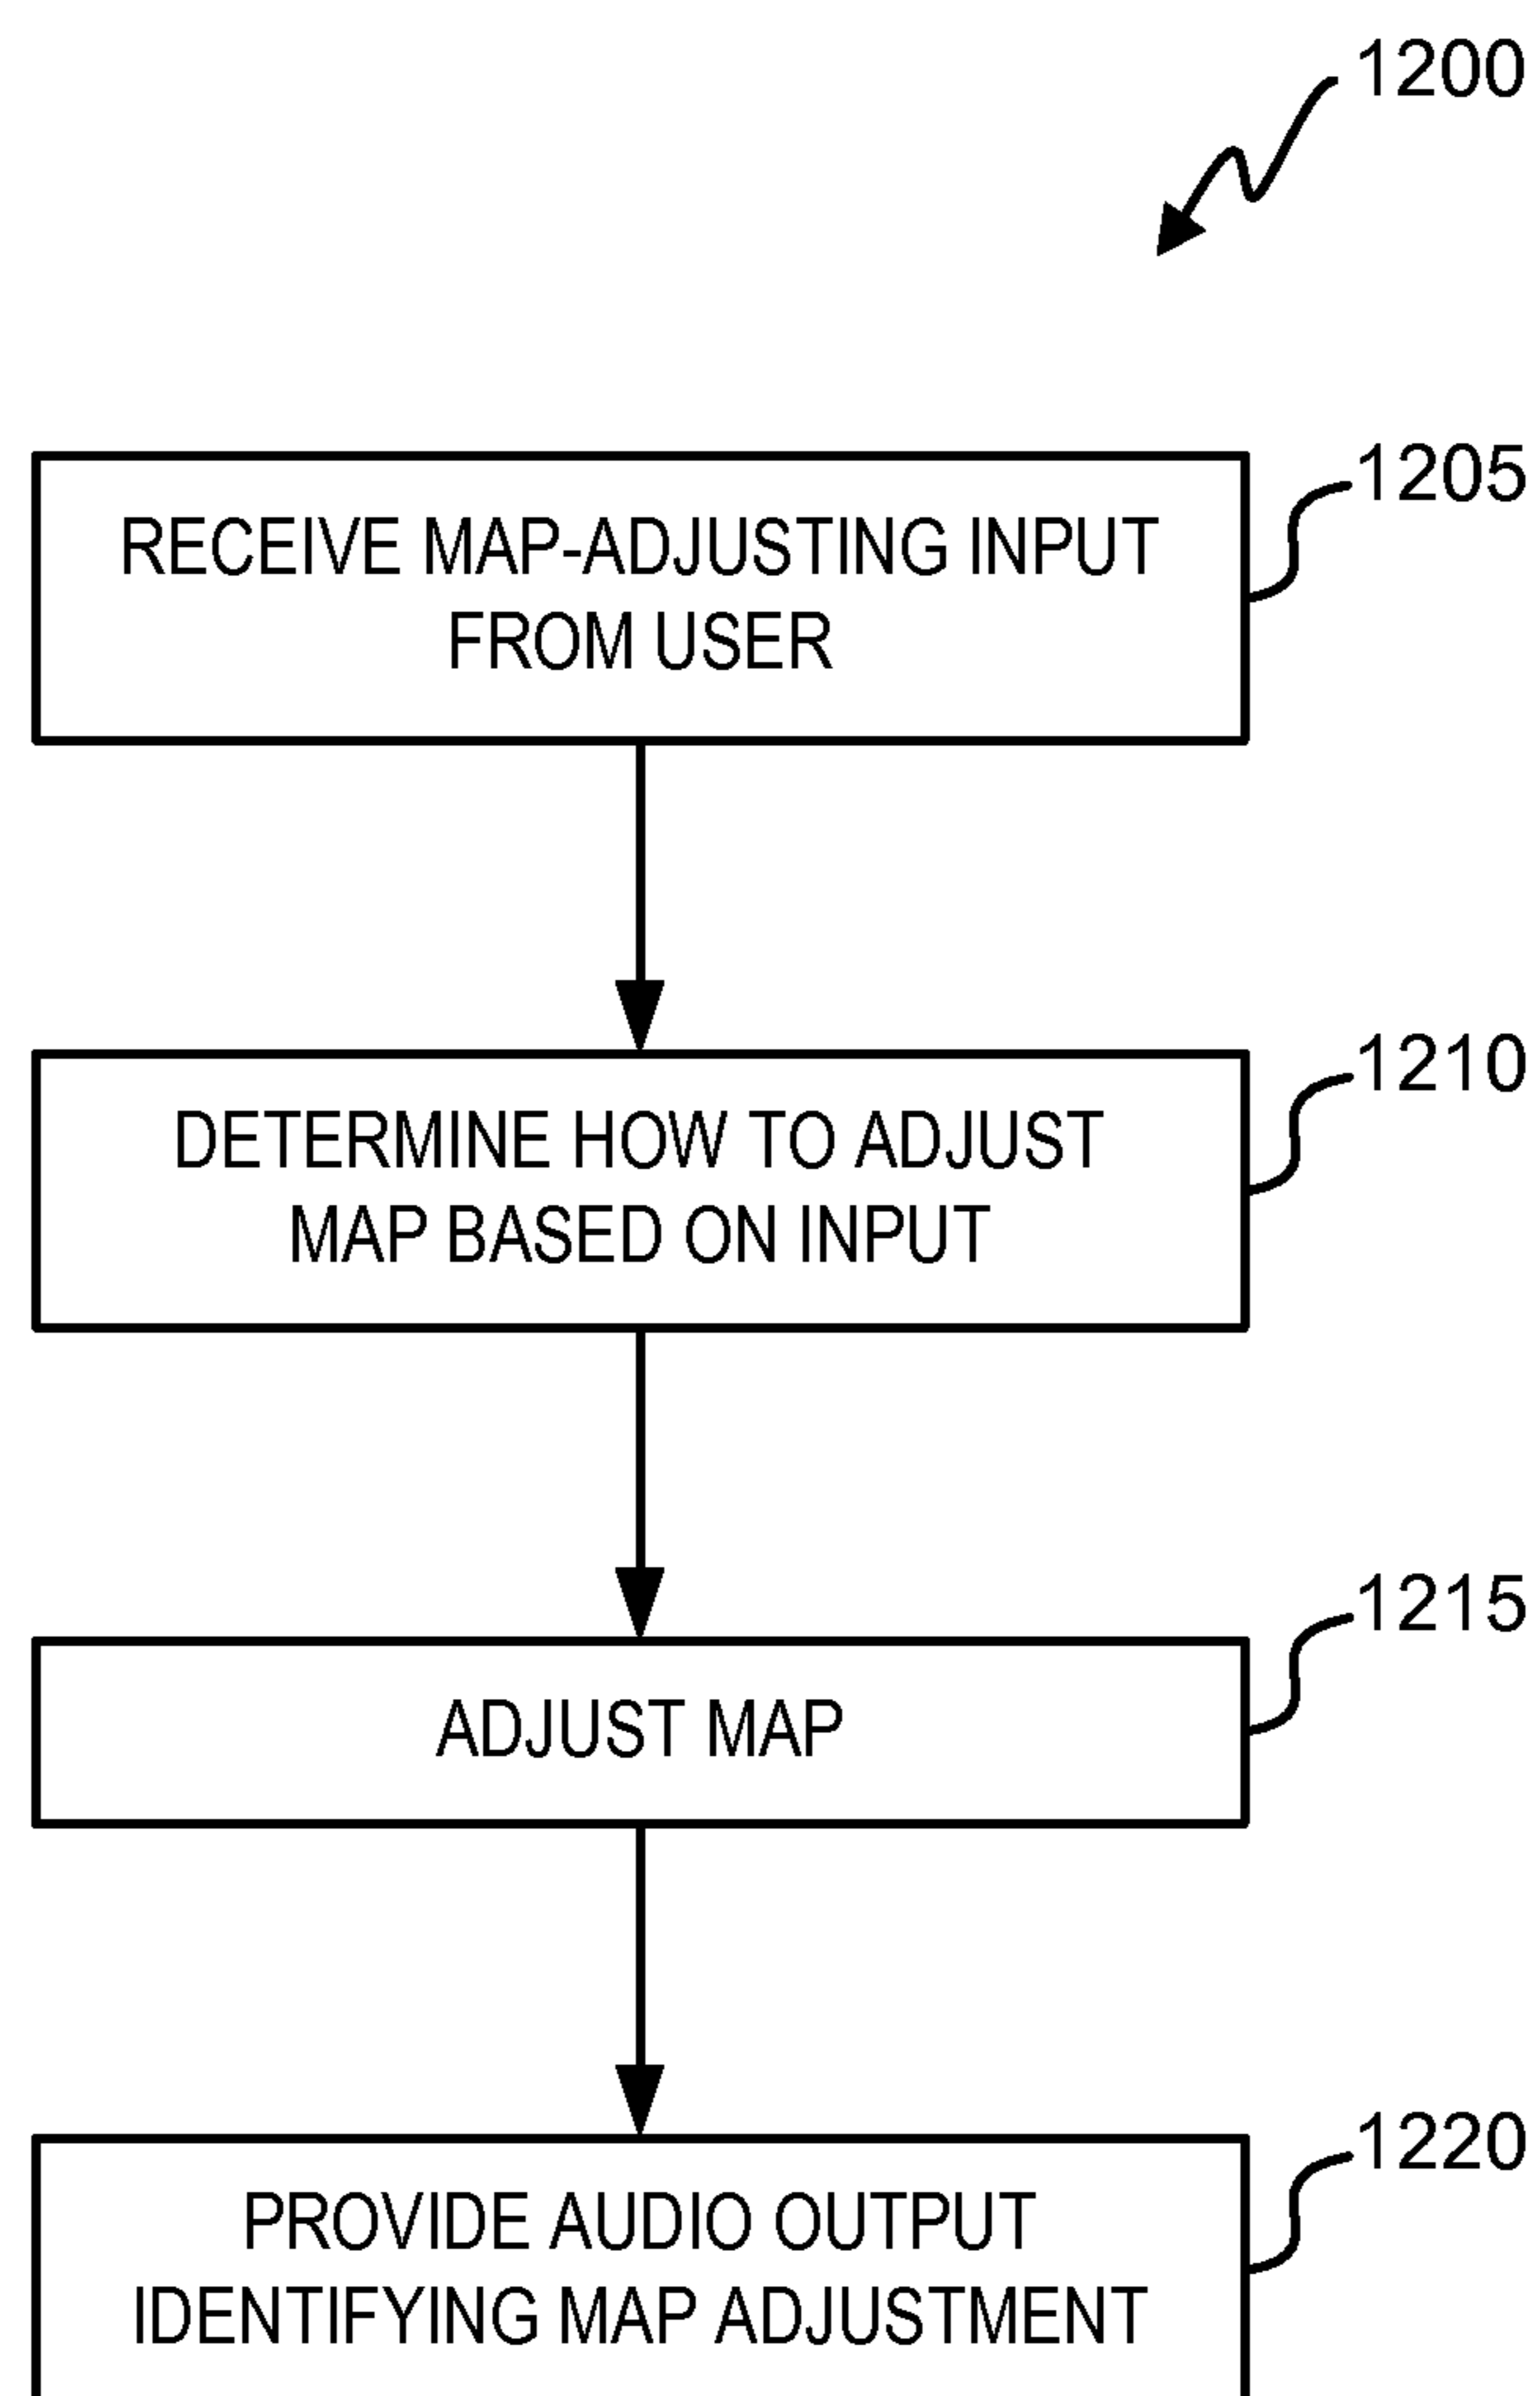 1200
1205
RECEIVE MAP-ADJUSTING INPUT
FROM USER
1210
DETERMINE HOW TO ADJUST
MAP BASED ON INPUT
1215
ADJUST MAP
1220
PROVIDE AUDIO OUTPUT
IDENTIFYING MAP ADJUSTMENT